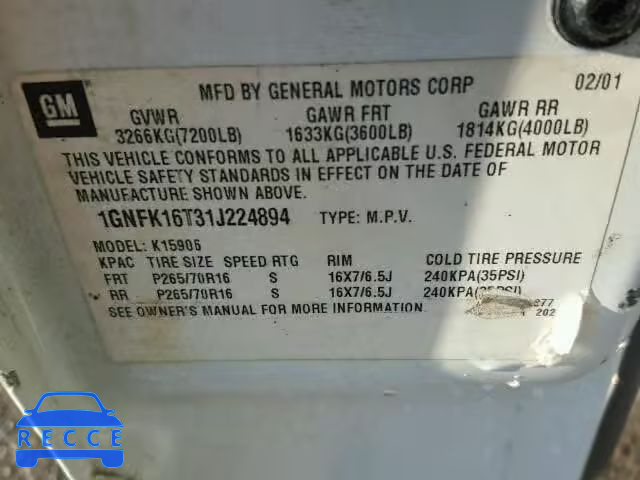 GM
MFD BY GENERAL MOTORS CORP 02/01
GVWR GAWR FRT GAWR RR
3266KG(7200LB) 1633KG(3600LB) 1814KG(4000LB)
THIS VEHICLE CONFORMS TO ALL APPLICABLE U.S. FEDERAL MOTOR
VEHICLE SAFETY STANDARDS IN EFFECT ON THE DATE OF
MANUFACTURE SHOWN ABOVE.
1GNFK16T31J224894 TYPE: M.P.V.
MODEL: K15906
KPAC TIRE SIZE SPEED RTG RIM COLD TIRE PRESSURE
FRT P265/70R16 S 16X7/6.5J 240KPA(35PSI)
RR P265/70R16 S 16X7/6.5J 240KPA(35PSI)
SEE OWNER'S MANUAL FOR MORE INFORMATION.
RECCE